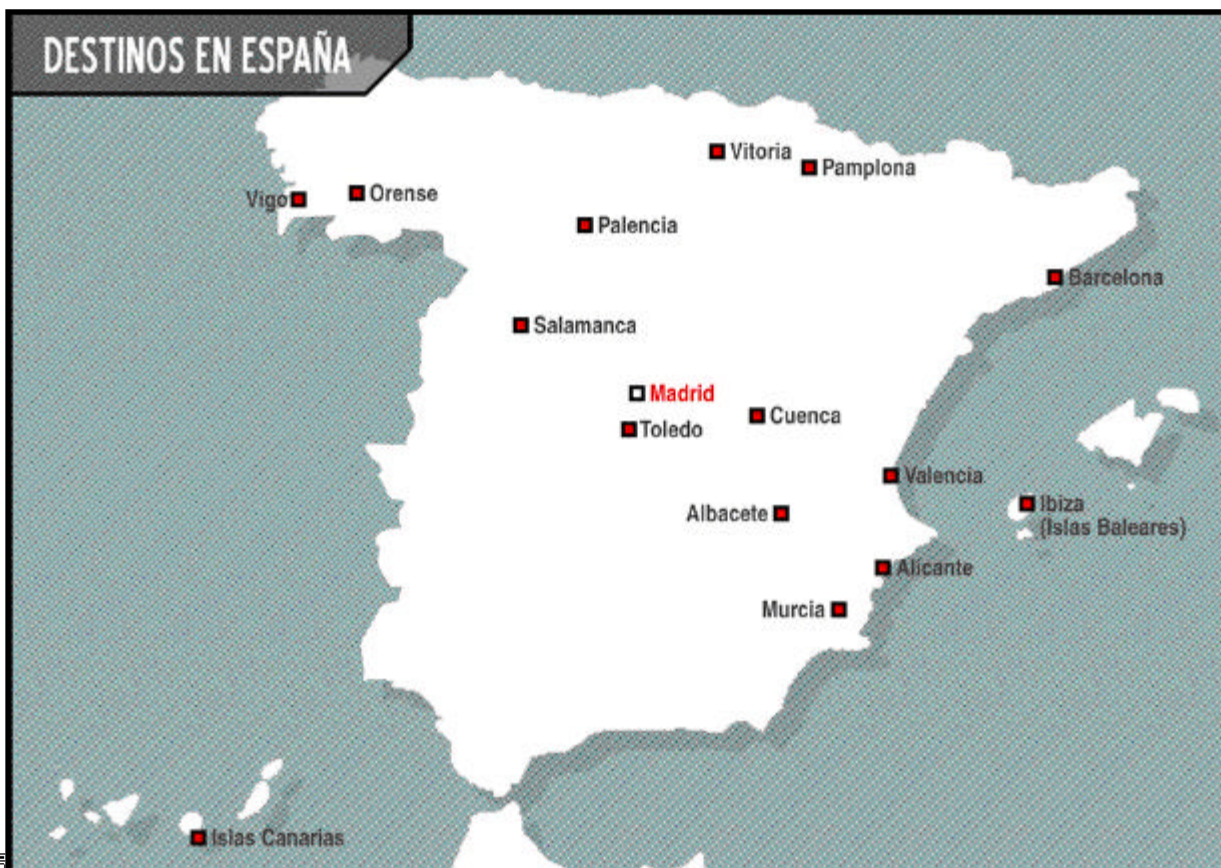 DESTINOS EN ESPAÑA
Vitoria
Pamplona
Vigo
Orense
Palencia
Barcelona
Salamanca
Madrid
Cuenca
Toledo
Valencia
Ibiza
(Islas Baleares)
Albacete
Alicante
Murcia
Islas Canarias